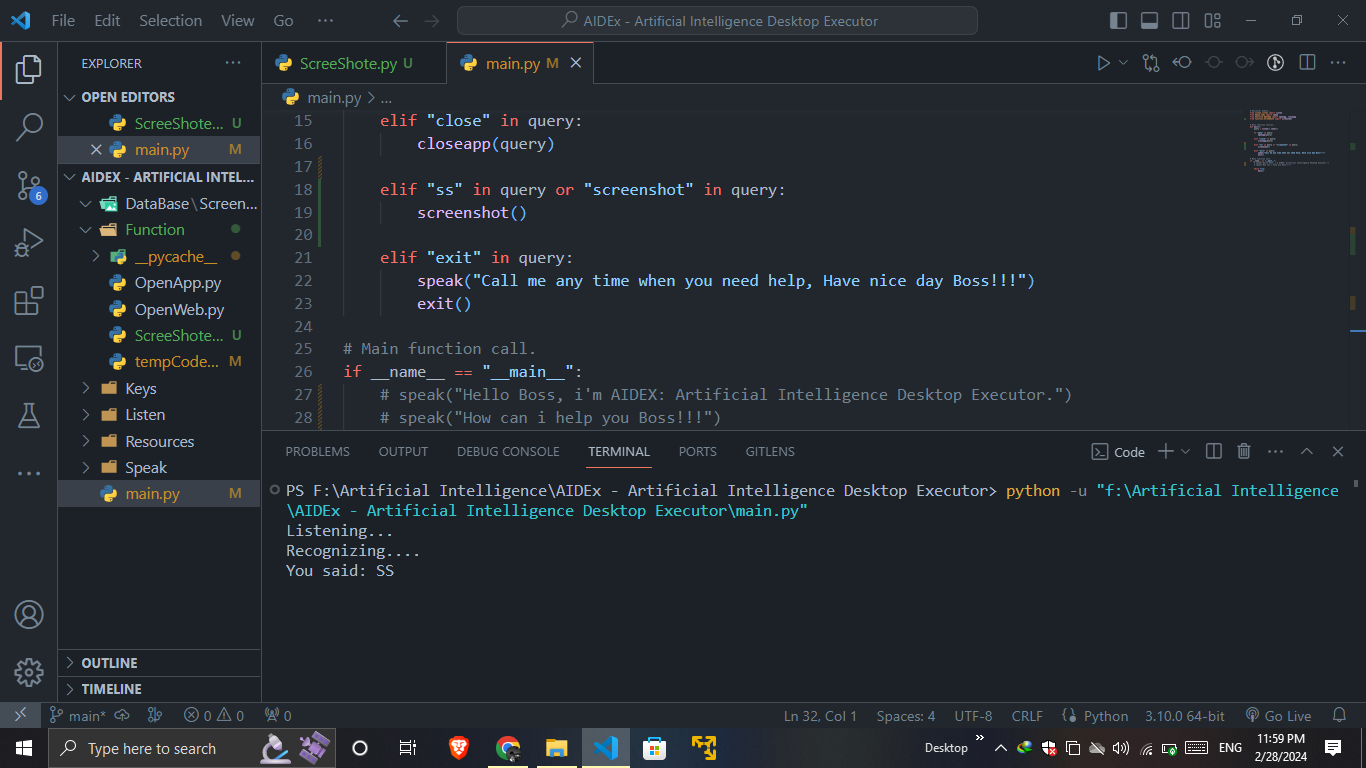 File Edit Selection View Go ··· AIDEx - Artificial Intelligence Desktop Executor
EXPLORER ···
OPEN EDITORS
ScreeShote... U
main.py M
AIDEX - ARTIFICIAL INTEL...
DataBase\Screen...
Function
__pycache__
OpenApp.py
OpenWeb.py
ScreeShote... U
tempCode... M
Keys
Listen
Resources
Speak
main.py M
OUTLINE
TIMELINE
6
ScreeShote.py U main.py M
main.py > ...
15 elif "close" in query:
16 closeapp(query)
17
18 elif "ss" in query or "screenshot" in query:
19 screenshot()
20
21 elif "exit" in query:
22 speak("Call me any time when you need help, Have nice day Boss!!!")
23 exit()
24
25 # Main function call.
26 if __name__ == "__main__":
27 # speak("Hello Boss, i'm AIDEX: Artificial Intelligence Desktop Executor.")
28 # speak("How can i help you Boss!!!")
PROBLEMS OUTPUT DEBUG CONSOLE TERMINAL PORTS GITLENS Code
PS F:\Artificial Intelligence\AIDEx - Artificial Intelligence Desktop Executor> python -u "f:\Artificial Intelligence
\AIDEx - Artificial Intelligence Desktop Executor\main.py"
Listening...
Recognizing....
You said: SS
main* 0 0 0 Ln 32, Col 1 Spaces: 4 UTF-8 CRLF Python 3.10.0 64-bit Go Live
Type here to search Desktop ENG 11:59 PM
2/28/2024